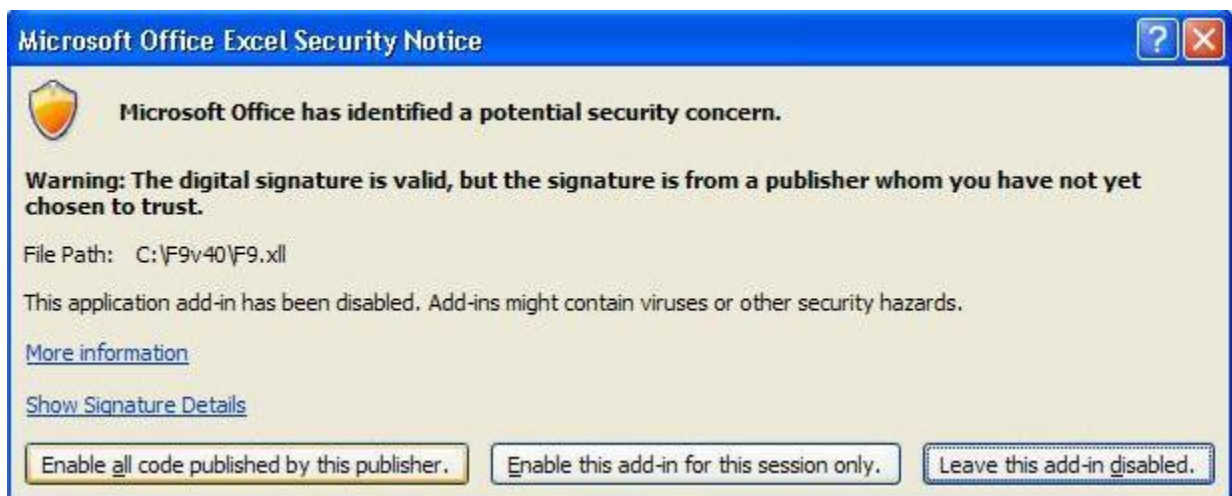 Microsoft Office Excel Security Notice
Microsoft Office has identified a potential security concern.
Warning: The digital signature is valid, but the signature is from a publisher whom you have not yet
chosen to trust.
File Path: C:\F9v40\F9.xll
This application add-in has been disabled. Add-ins might contain viruses or other security hazards.
More information
Show Signature Details
Enable all code published by this publisher. Enable this add-in for this session only. Leave this add-in disabled.